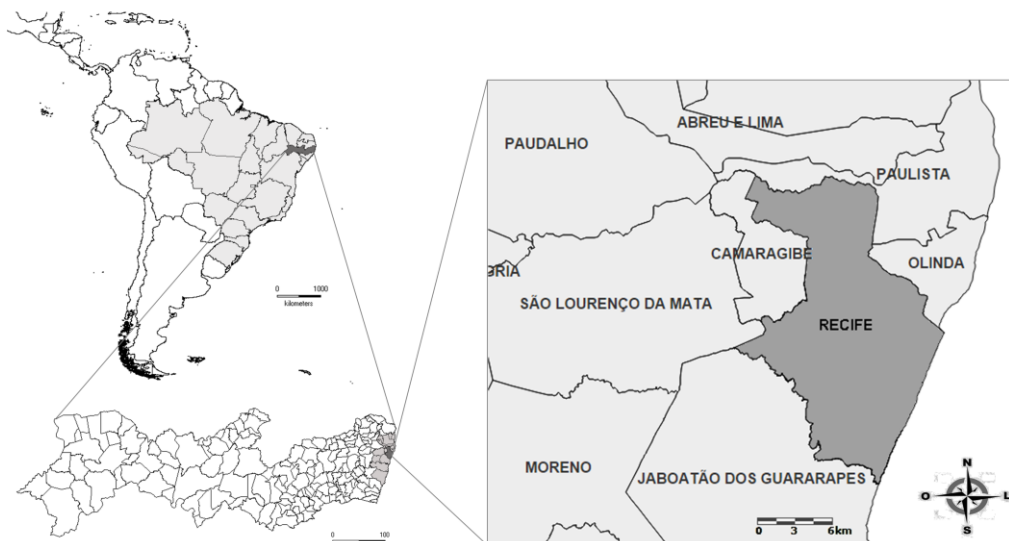 0 1000
kilometers
ABREU E LIMA
PAUDALHO
PAULISTA
CAMARAGIBE
OLINDA
ÓRIA
SÃO LOURENÇO DA MATA
RECIFE
MORENO
JABOATÃO DOS GUARARAPES
0 3 6km
N
O L
S
0 100